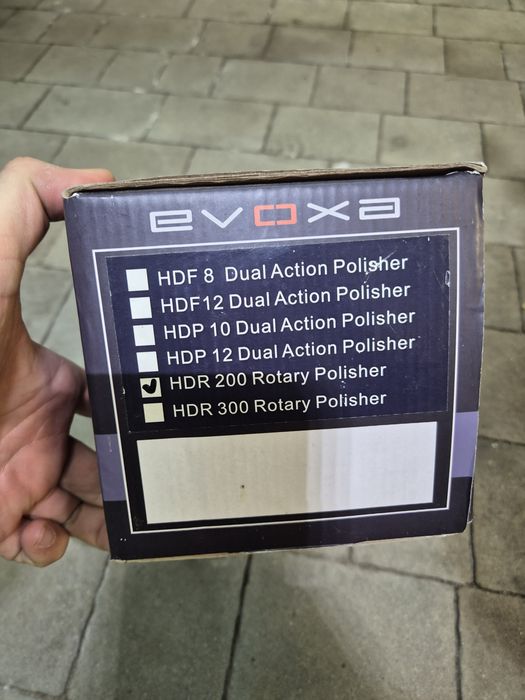 evoxa
HDF 8 Dual Action Polisher
HDF12 Dual Action Polisher
HDP 10 Dual Action Polisher
HDP 12 Dual Action Polisher
HDR 200 Rotary Polisher
HDR 300 Rotary Polisher